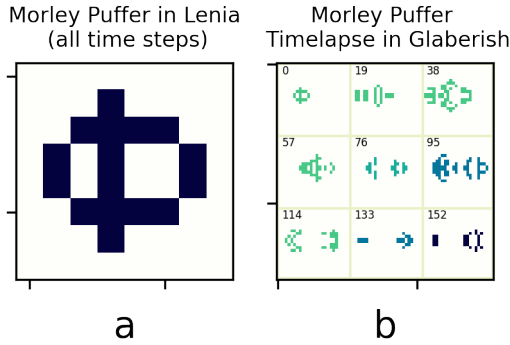 Morley Puffer in Lenia
(all time steps)
Morley Puffer
Timelapse in Glaberish
0 19 38
57 76 95
114 133 152
a b